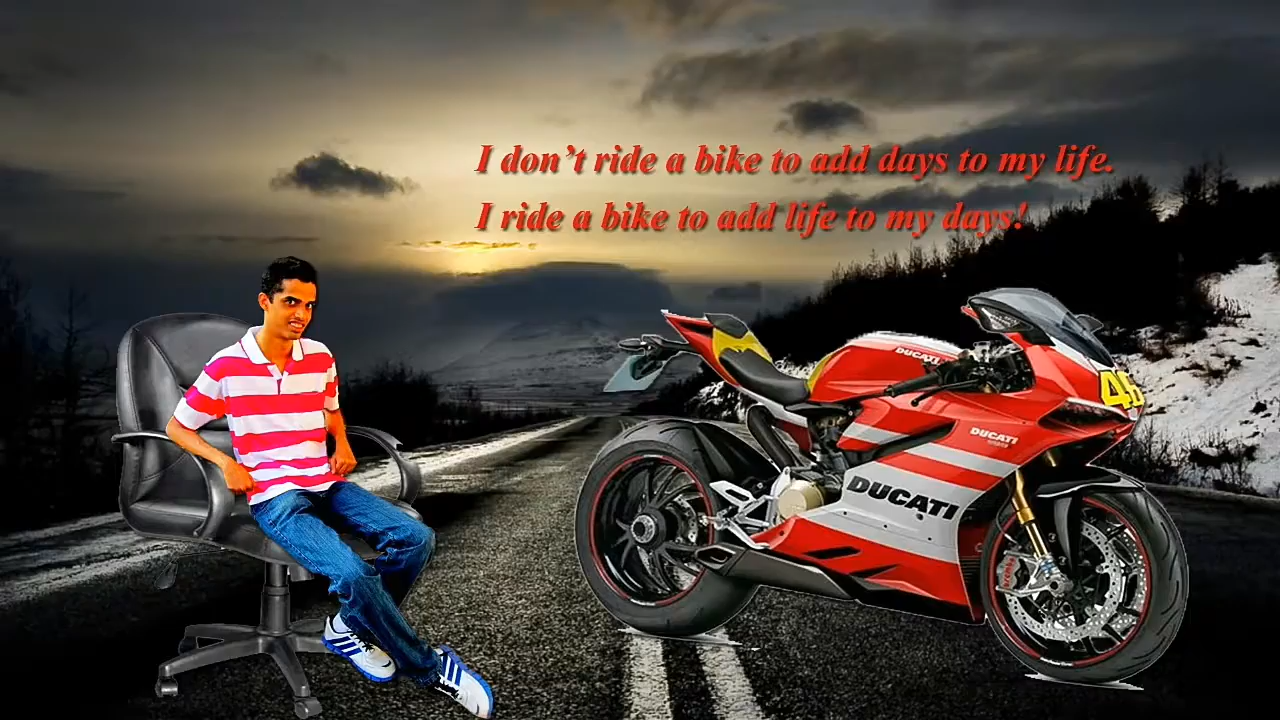 I don’t ride a bike to add days to my life.
I ride a bike to add life to my days!
DUCATI
46
DUCATI
DUCATI